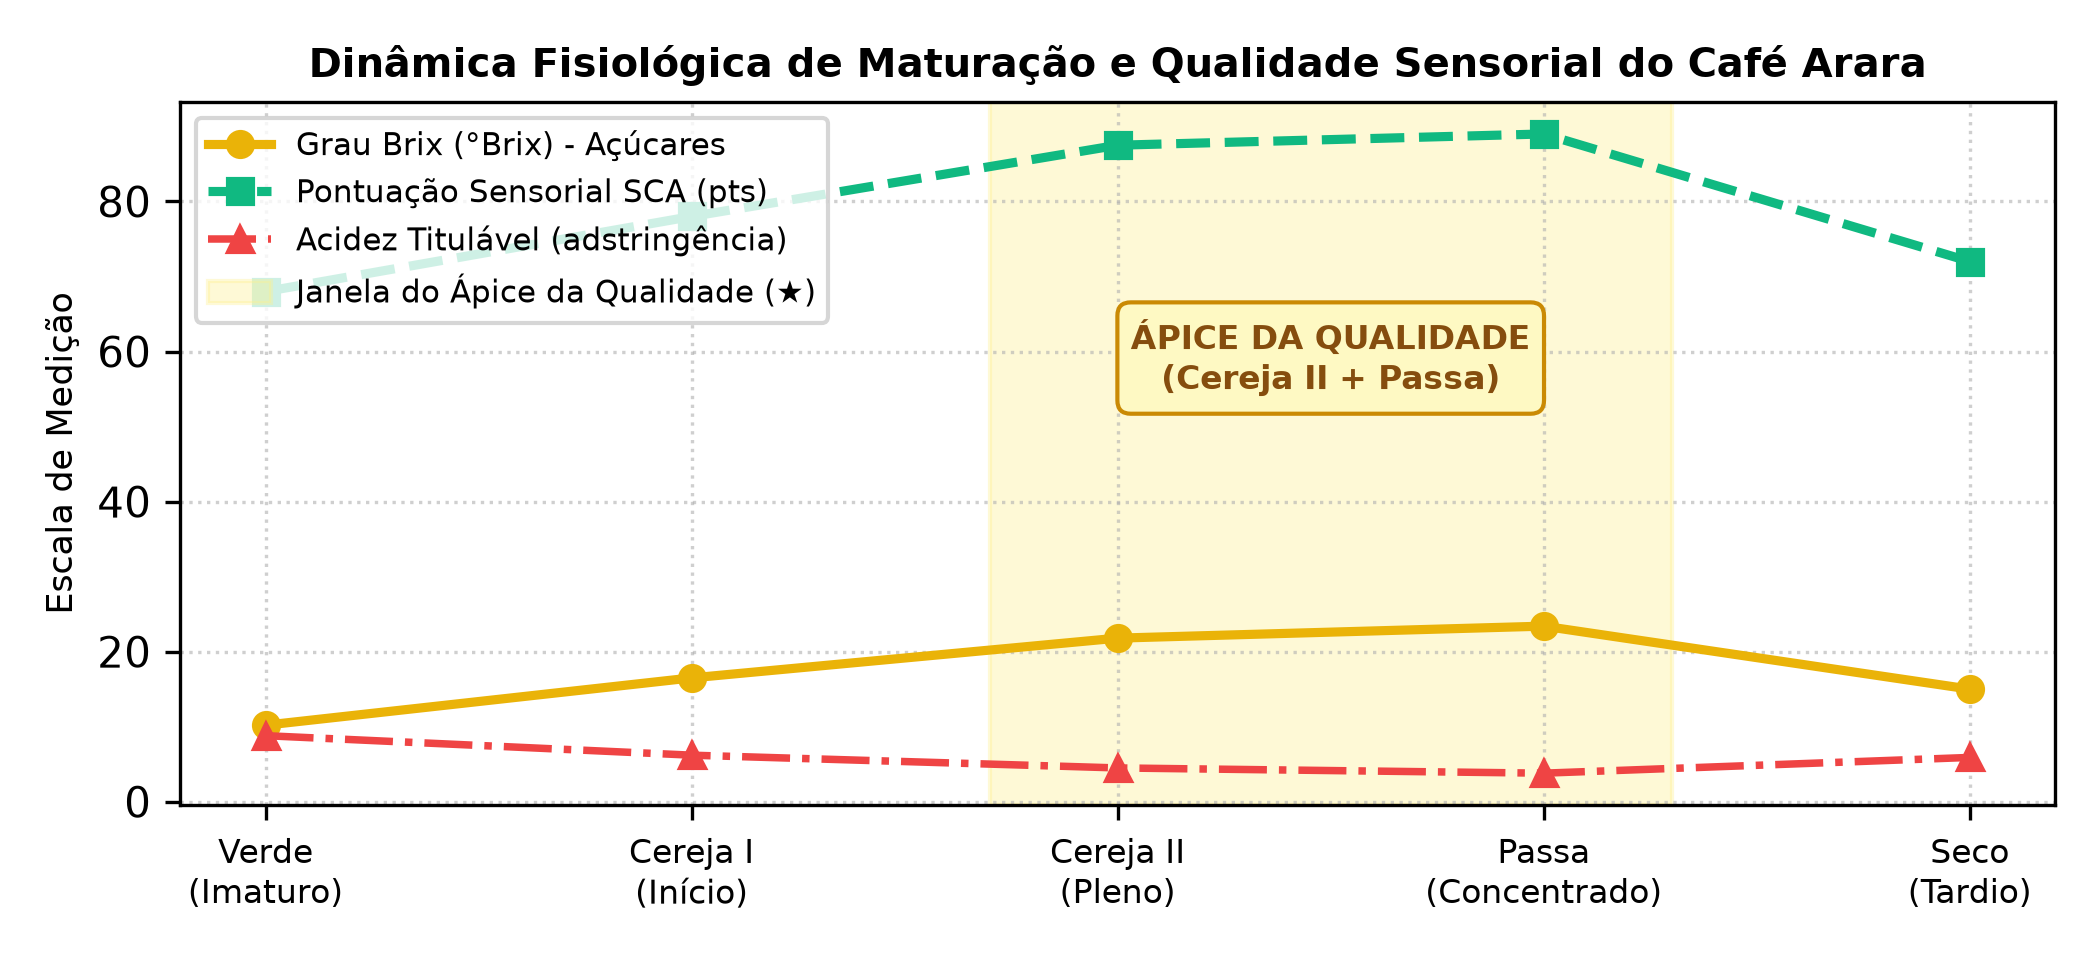 Dinâmica Fisiológica de Maturação e Qualidade Sensorial do Café Arara
Grau Brix (°Brix) - Açúcares
Pontuação Sensorial SCA (pts)
Acidez Titulável (adstringência)
Janela do Ápice da Qualidade (★)
ÁPICE DA QUALIDADE
(Cereja II + Passa)
Escala de Medição
80
60
40
20
0
Verde
(Imaturo)
Cereja I
(Início)
Cereja II
(Pleno)
Passa
(Concentrado)
Seco
(Tardio)